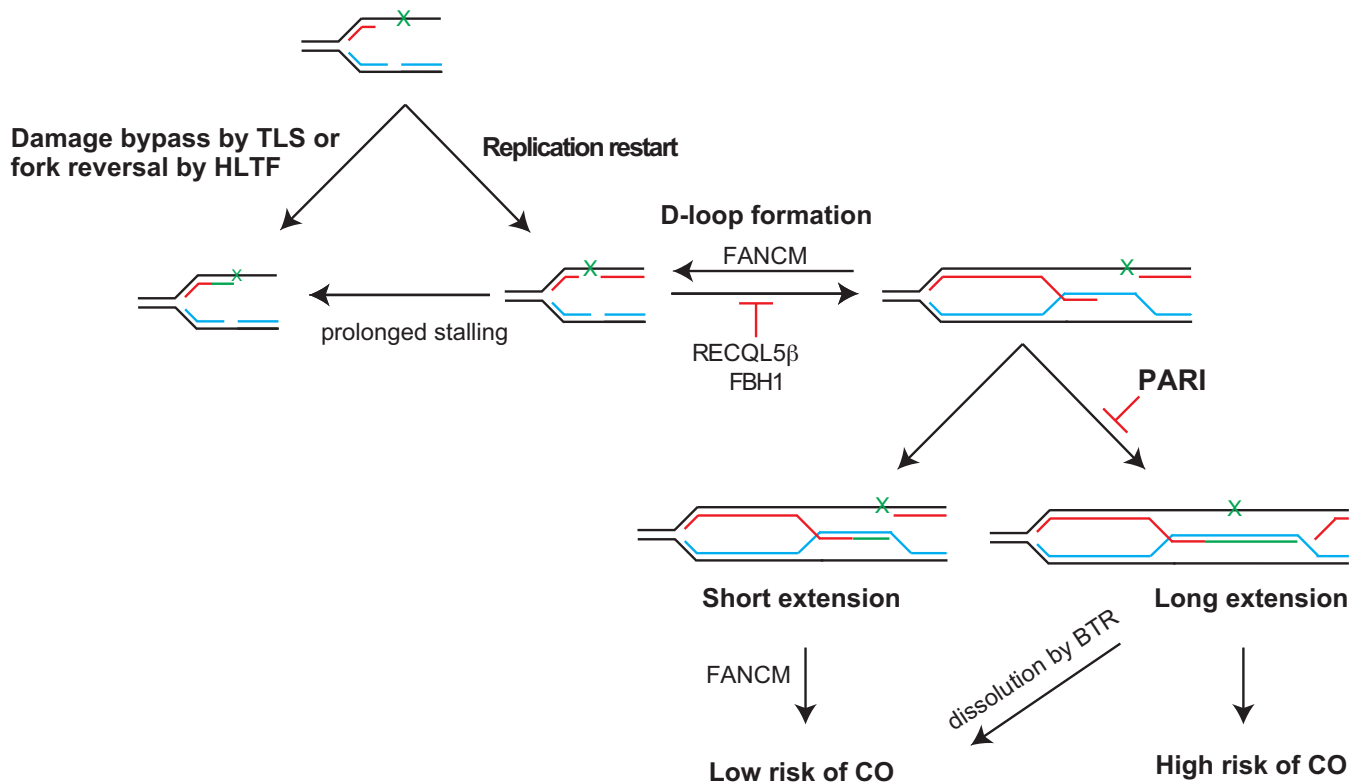 X
Damage bypass by TLS or
fork reversal by HLTF
Replication restart
D-loop formation
FANCM
X
X
X
prolonged stalling
RECQL5β
FBH1
PARI
X
X
Short extension
Long extension
FANCM
dissolution by BTR
Low risk of CO
High risk of CO